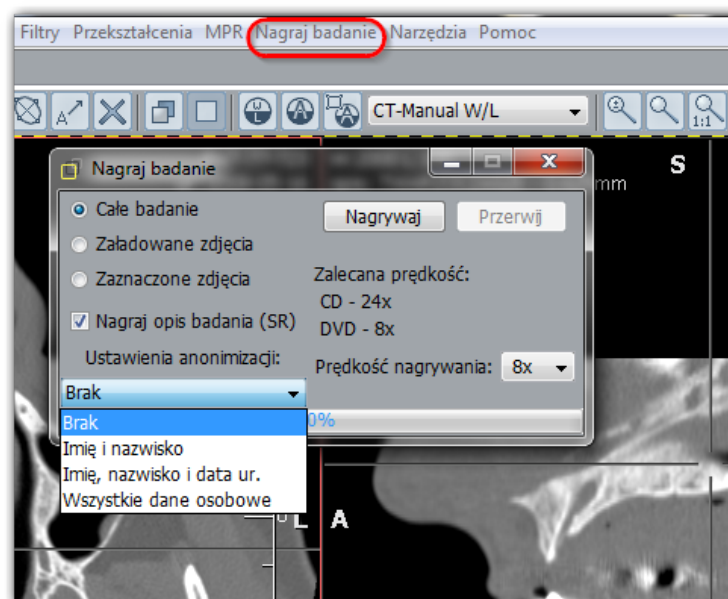 Filtry Przekształcenia MPR Nagraj badanie Narzędzia Pomoc
CT-Manual W/L
1:1
S
mm
Nagraj badanie
Całe badanie
Nagrywaj
Przerwij
Załadowane zdjęcia
Zaznaczone zdjęcia
Zalecana prędkość:
CD - 24x
DVD - 8x
Nagraj opis badania (SR)
Ustawienia anonimizacji:
Prędkość nagrywania: 8x
Brak
0%
Brak
Imię i nazwisko
Imię, nazwisko i data ur.
Wszystkie dane osobowe
L A